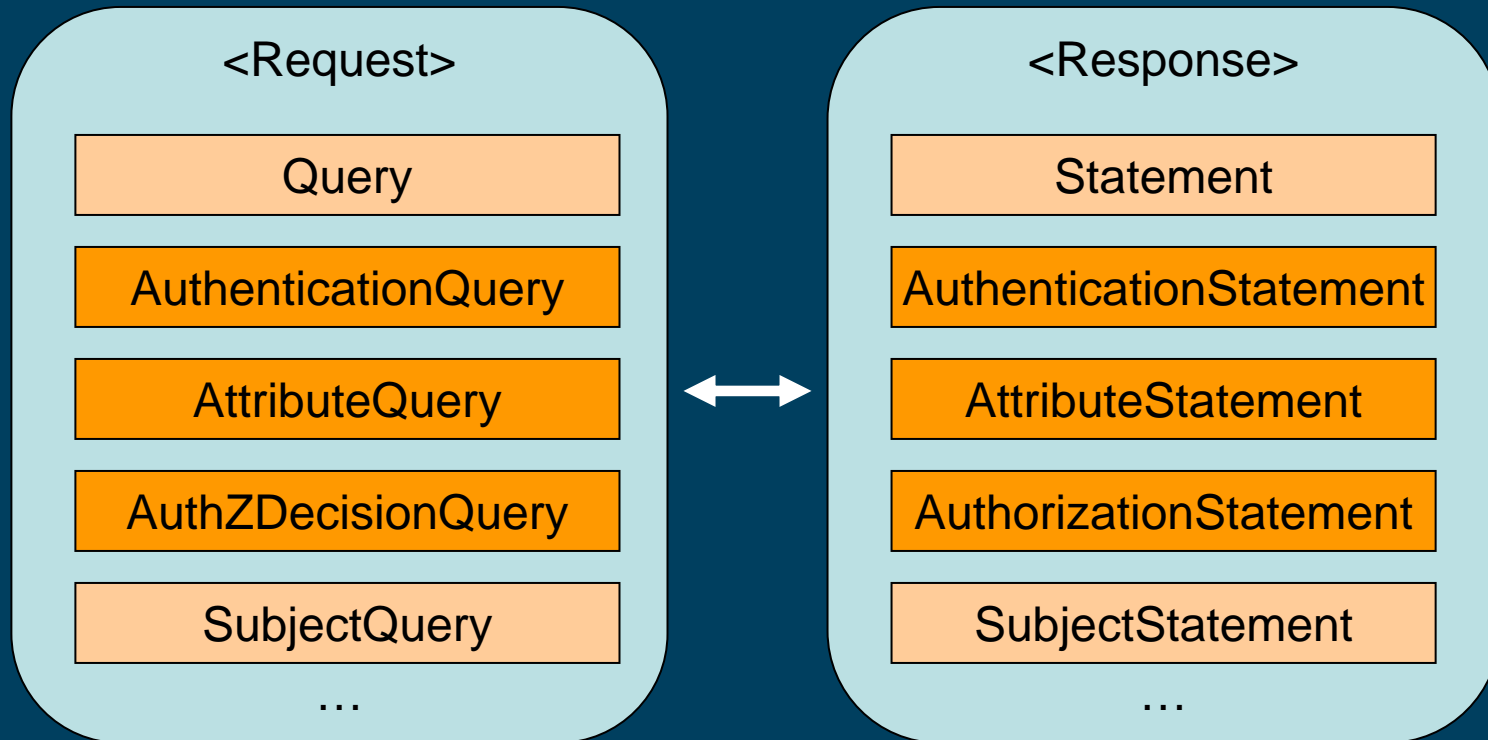 <Request>
Query
AuthenticationQuery
AttributeQuery
AuthZDecisionQuery
SubjectQuery
…
<Response>
Statement
AuthenticationStatement
AttributeStatement
AuthorizationStatement
SubjectStatement
…